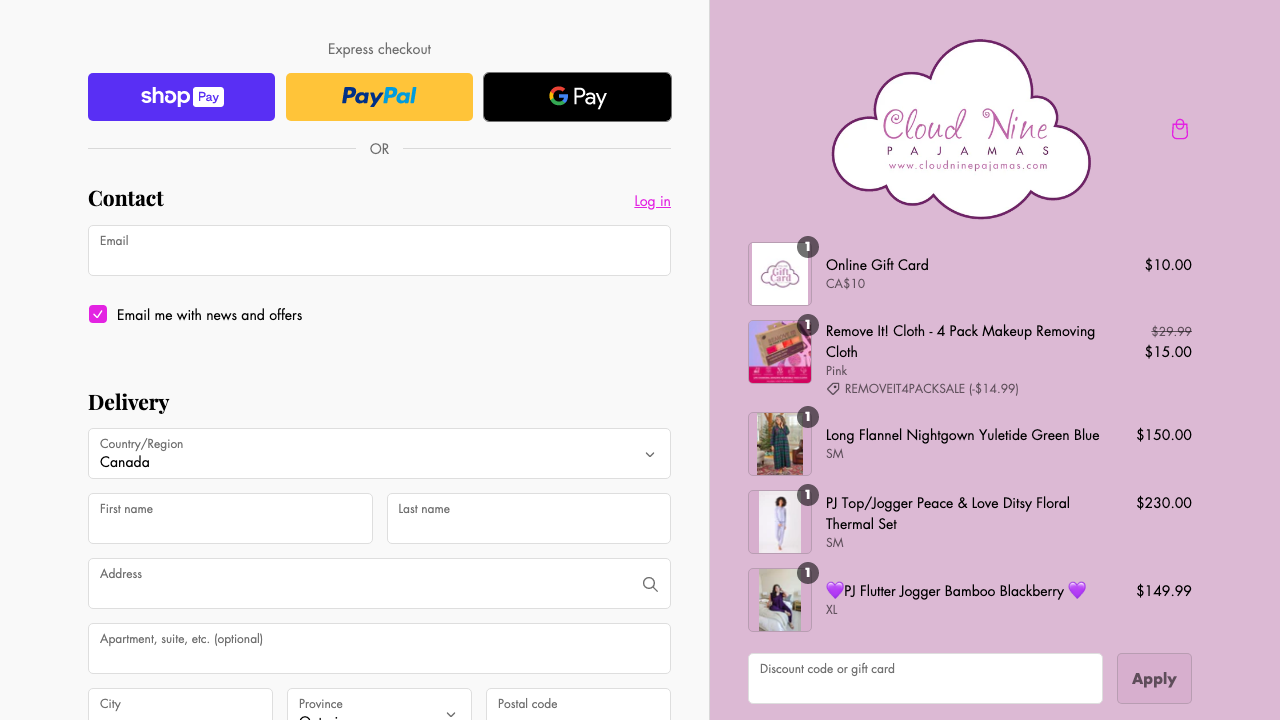 Express checkout
shop Pay
PayPal
G Pay
OR
Contact
Log in
Email
Email me with news and offers
Delivery
Country/Region
Canada
First name
Last name
Address
Apartment, suite, etc. (optional)
City
Province
Postal code
Cloud Nine
PAJAMAS
www.cloudninepajamas.com
1
Gift
Card
Online Gift Card
CA$10
$10.00
1
Remove It! Cloth - 4 Pack Makeup Removing
Cloth
Pink
REMOVEIT4PACKSALE (-$14.99)
$29.99
$15.00
1
Long Flannel Nightgown Yuletide Green Blue
SM
$150.00
1
PJ Top/Jogger Peace & Love Ditsy Floral
Thermal Set
SM
$230.00
1
💜PJ Flutter Jogger Bamboo Blackberry 💜
XL
$149.99
Discount code or gift card
Apply